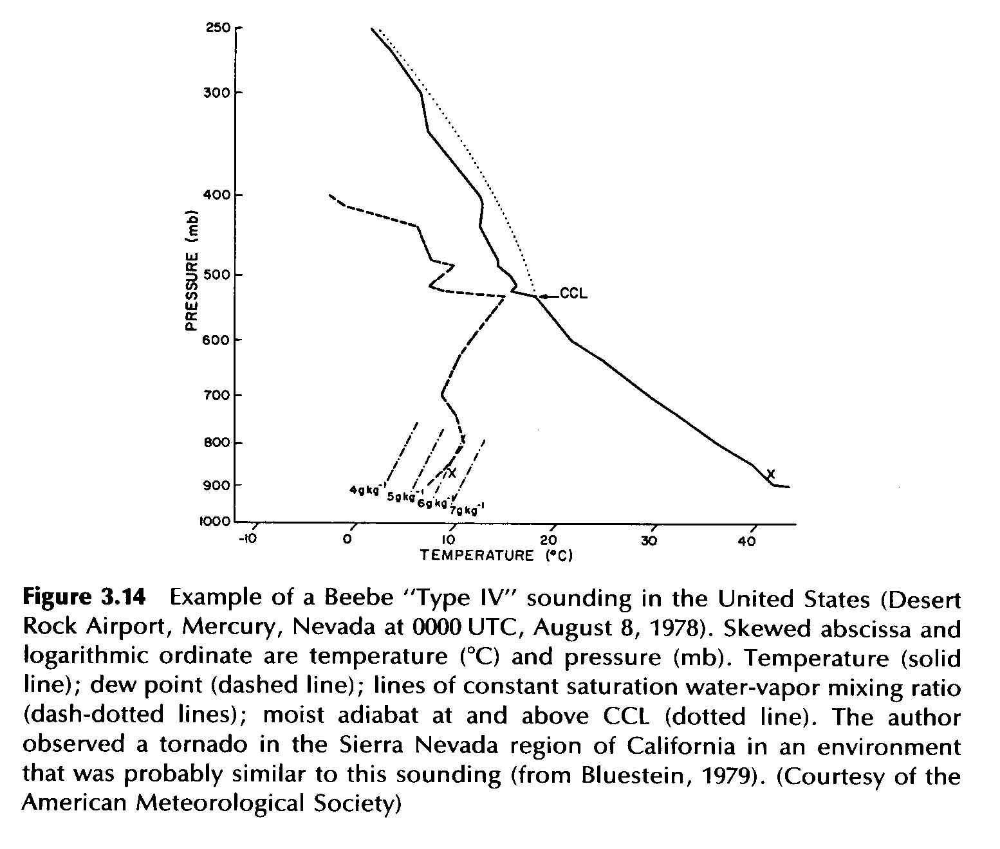 250
300
400
500
600
700
800
900
1000
PRESSURE (mb)
CCL
X
X
4gkg⁻¹
5gkg⁻¹
6gkg⁻¹
7gkg⁻¹
-10 0 10 20 30 40
TEMPERATURE (°C)
Figure 3.14 Example of a Beebe “Type IV” sounding in the United States (Desert
Rock Airport, Mercury, Nevada at 0000 UTC, August 8, 1978). Skewed abscissa and
logarithmic ordinate are temperature (°C) and pressure (mb). Temperature (solid
line); dew point (dashed line); lines of constant saturation water-vapor mixing ratio
(dash-dotted lines); moist adiabat at and above CCL (dotted line). The author
observed a tornado in the Sierra Nevada region of California in an environment
that was probably similar to this sounding (from Bluestein, 1979). (Courtesy of the
American Meteorological Society)